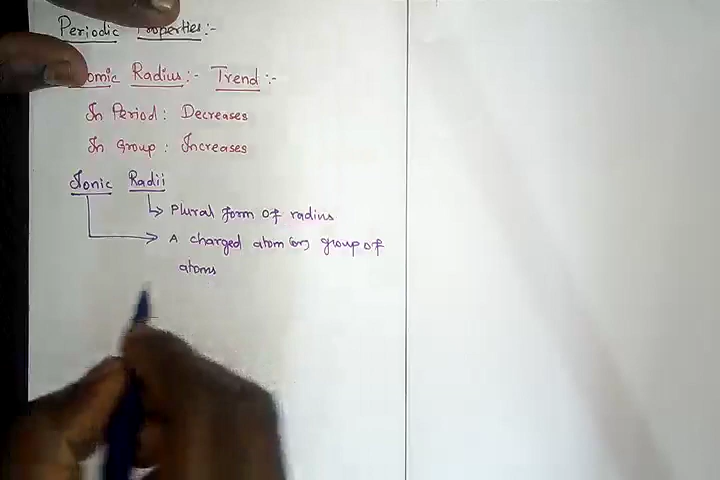 Periodic Properties:-
Atomic Radius:- Trend :-
In Period : Decreases
In Group : Increases
Ionic Radii
Plural form of radius
A charged atom (or) group of
atoms